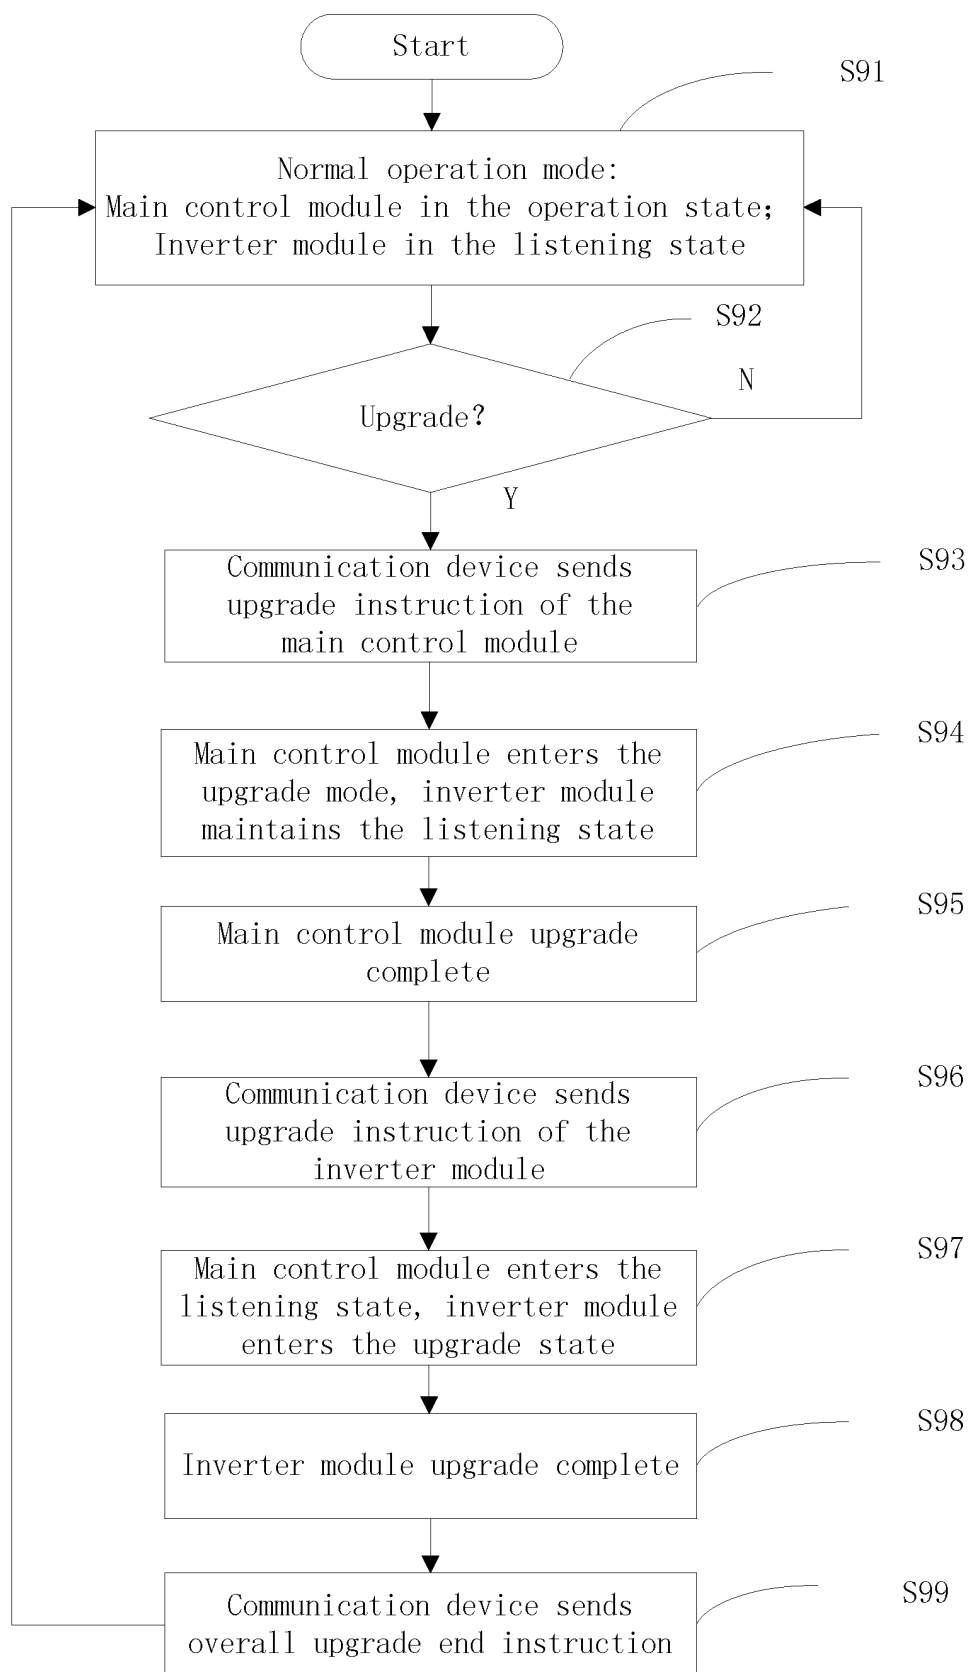 Start
S91
Normal operation mode:
Main control module in the operation state;
Inverter module in the listening state
S92
N
Upgrade?
Y
S93
Communication device sends
upgrade instruction of the
main control module
S94
Main control module enters the
upgrade mode, inverter module
maintains the listening state
S95
Main control module upgrade
complete
S96
Communication device sends
upgrade instruction of the
inverter module
S97
Main control module enters the
listening state, inverter module
enters the upgrade state
S98
Inverter module upgrade complete
S99
Communication device sends
overall upgrade end instruction